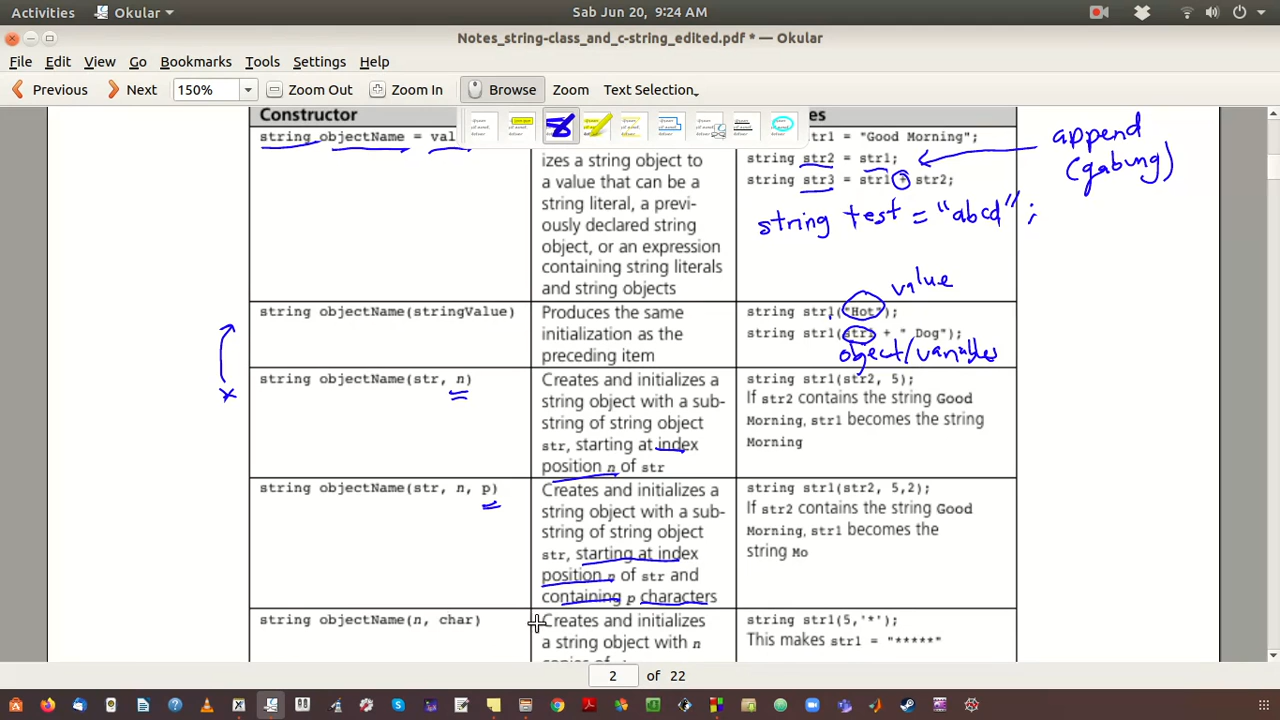 Activities
Okular
Sab Jun 20, 9:24 AM
Notes_string-class_and_c-string_edited.pdf * — Okular
File Edit View Go Bookmarks Tools Settings Help
Previous Next 150% Zoom Out Zoom In Browse Zoom Text Selection
Constructor
es
string objectName = val
izes a string object to
a value that can be a
string literal, a previ-
ously declared string
object, or an expression
containing string literals
and string objects
tr1 = "Good Morning";
string str2 = str1;
string str3 = str1 + str2;
append
(gabung)
string test = "abcd";
value
string objectName(stringValue)
Produces the same
initialization as the
preceding item
string str1("Hot");
string str1(str1 + " Dog");
object/variables
string objectName(str, n)
Creates and initializes a
string object with a sub-
string of string object
str, starting at index
position n of str
string str1(str2, 5);
If str2 contains the string Good
Morning, str1 becomes the string
Morning
string objectName(str, n, p)
Creates and initializes a
string object with a sub-
string of string object
str, starting at index
position n of str and
containing p characters
string str1(str2, 5,2);
If str2 contains the string Good
Morning, str1 becomes the
string Mo
string objectName(n, char)
Creates and initializes
a string object with n
string str1(5,'*');
This makes str1 = "*****"
2 of 22